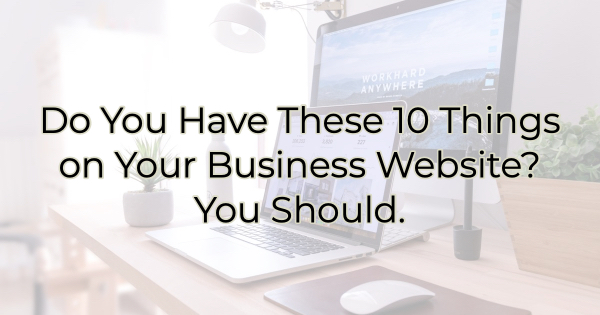 WORKHARD
ANYWHERE
Do You Have These 10 Things
on Your Business Website?
You Should.